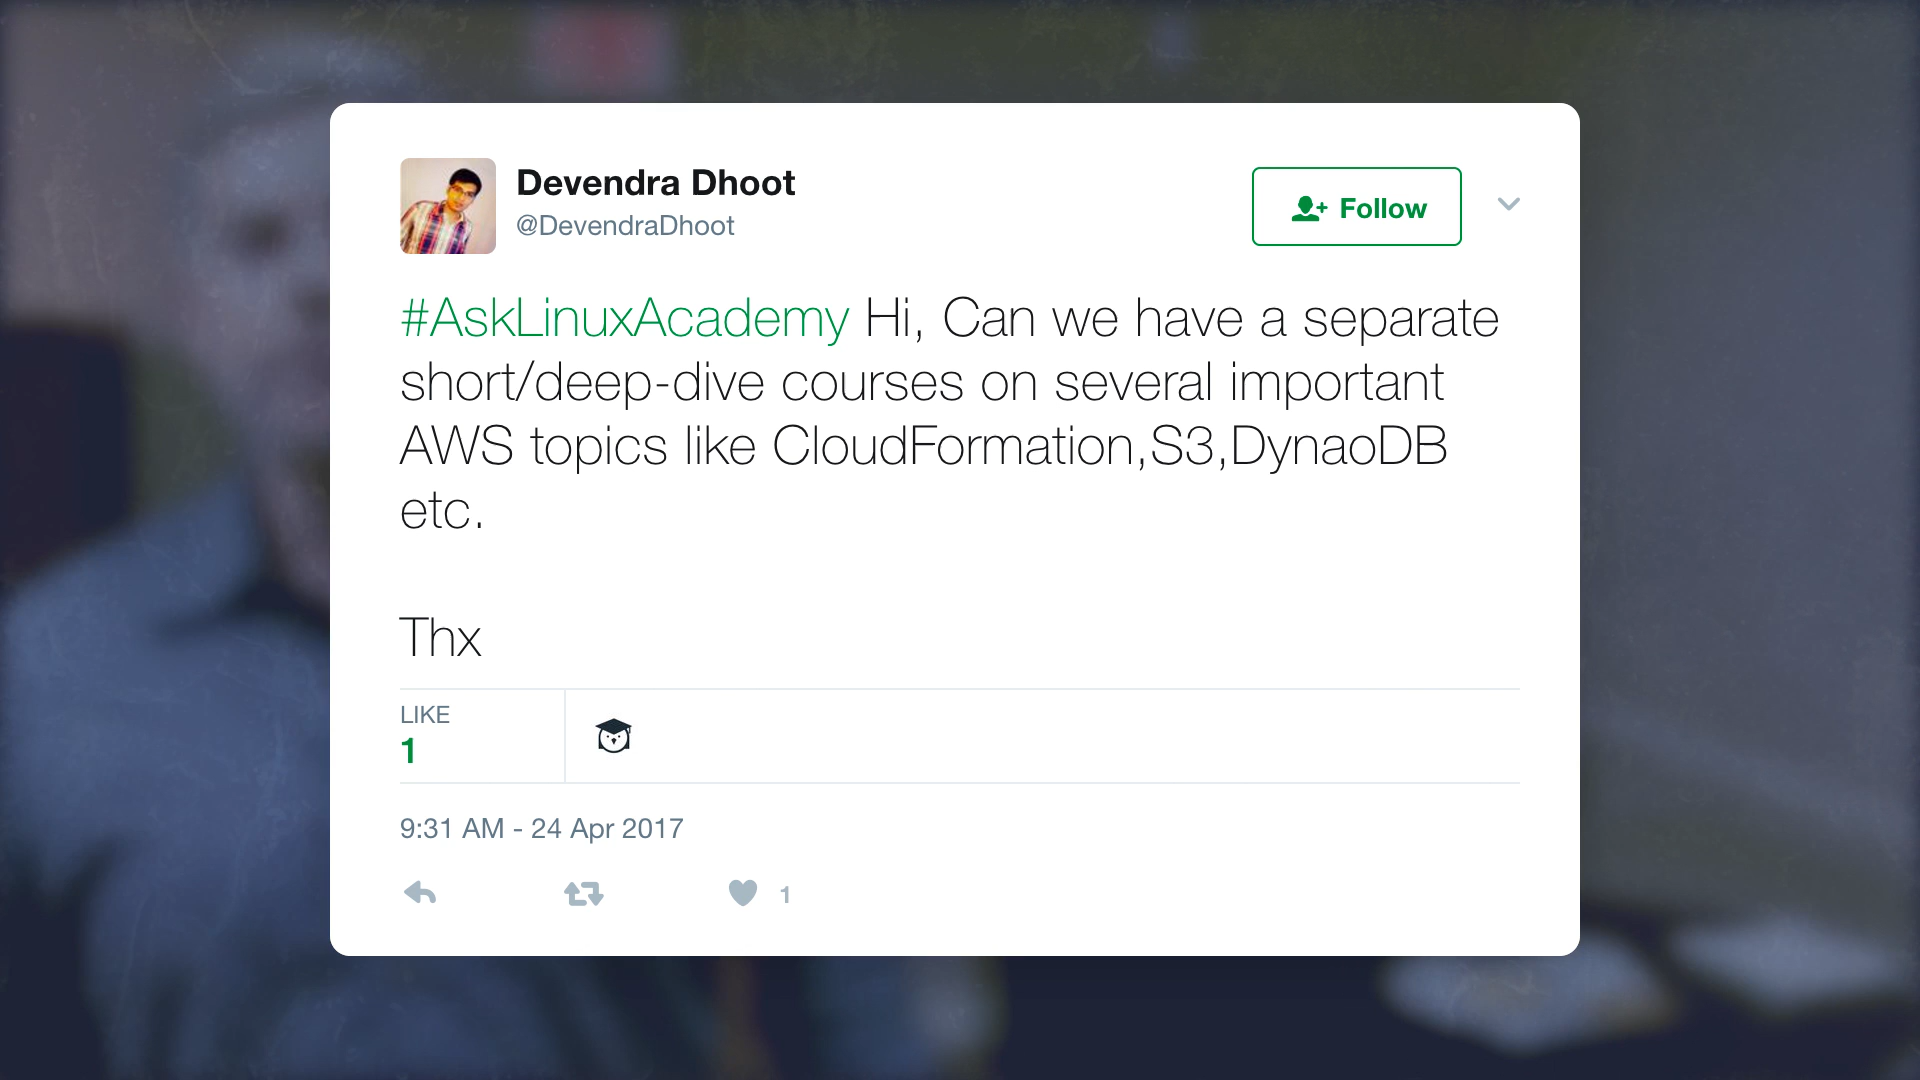 Devendra Dhoot
@DevendraDhoot
Follow
#AskLinuxAcademy Hi, Can we have a separate
short/deep-dive courses on several important
AWS topics like CloudFormation,S3,DynaoDB
etc.
Thx
LIKE
1
9:31 AM - 24 Apr 2017
1